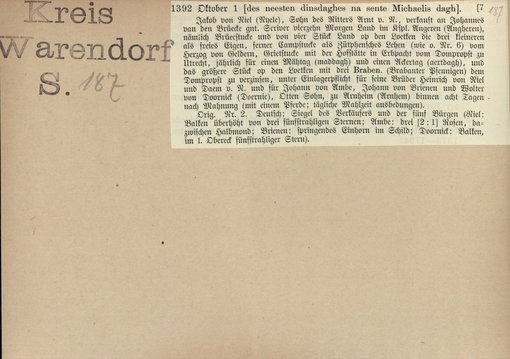 Kreis
Warendorf
S. 187
1392 Oktober 1 [des neesten dinsdaghes na sente Michaelis dagh]. [7
187
Jakob von Niel (Nyele), Sohn des Ritters Arnt v. N., verkauft an Johannes
van den Brücke gnt. Scriver vierzehn Morgen Land im Kspl. Angeren (Angheren),
nämlich Brüerstucke und von vier Stück Land op den Loetken die drei kleineren
als freies Eigen, ferner Campstucke als Zütphensches Lehen (wie o. Nr. 6) vom
Herzog von Geldern, Grietstucke mit der Hofstätte in Erbpacht vom Dompropst zu
Utrecht, jährlich für einen Mähtag (maddagh) und einen Ackertag (aertdagh), und
das größere Stück op den Loetken mit drei Braben. (Brabanter Pfennigen) dem
Dompropst zu verzinsen, unter Einlagerpflicht für seine Brüder Heinrich von Niel
und Daem v. N. und für Johann van Ambe, Johann von Brienen und Wolter
von Doornick (Doernic), Otten Sohn, zu Arnheim (Arnhem) binnen acht Tagen
nach Mahnung (mit einem Pferde; tägliche Mahlzeit ausbedungen).
Orig. Nr. 2. Deutsch; Siegel des Verkäufers und der fünf Bürgen (Niel:
Balken überhöht von drei fünfstrahligen Sternen; Ambe: drei [2 : 1] Rosen, da-
zwischen Halbmond; Brienen: springendes Einhorn im Schild; Doornick: Balken,
im l. Obereck fünfstrahliger Stern).